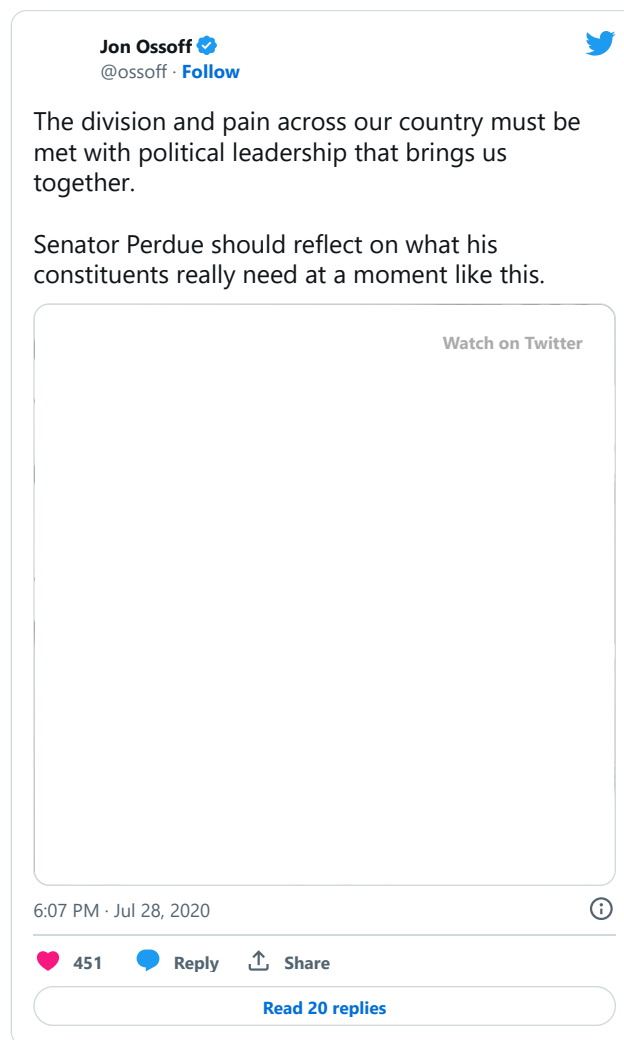 Jon Ossoff
@ossoff · Follow
The division and pain across our country must be
met with political leadership that brings us
together.
Senator Perdue should reflect on what his
constituents really need at a moment like this.
Watch on Twitter
6:07 PM · Jul 28, 2020
451 Reply Share
Read 20 replies